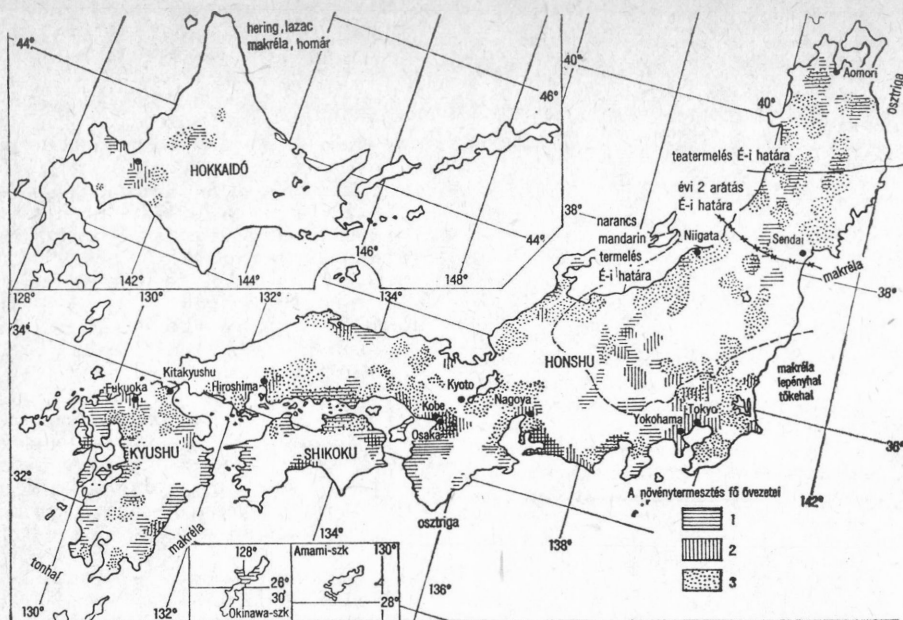 hering, lazac
makréla, homár
44°
46°
HOKKAIDÓ
44°
142°
144°
146°
148°
40°
40°
Aomori
osztriga
teatermelés É-i határa
évi 2 aratás
É-i határa
38°
narancs
mandarin
termelés
É-i határa
Niigata
Sendai
makréla
38°
128°
130°
132°
134°
34°
HONSHU
makréla
lepényhal
tőkehal
Kitakyushu
Fukuoka
Hiroshima
Kyoto
Nagoya
Kobe
Osaka
Yokohama
Tokyo
36°
KYUSHU
SHIKOKU
32°
A növénytermesztés fő övezetei
142°
1
2
3
osztriga
makréla
134°
138°
tonhal
130°
132°
136°
128°
26°
30'
Okinawa-szk
Amami-szk
130°
28°